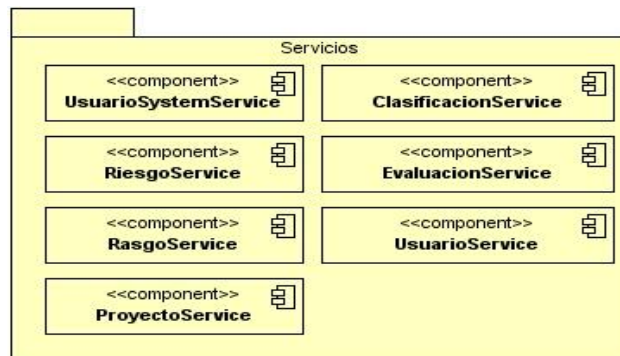 Servicios
<<component>>
UsuarioSystemService
<<component>>
ClasificacionService
<<component>>
RiesgoService
<<component>>
EvaluacionService
<<component>>
RasgoService
<<component>>
UsuarioService
<<component>>
ProyectoService